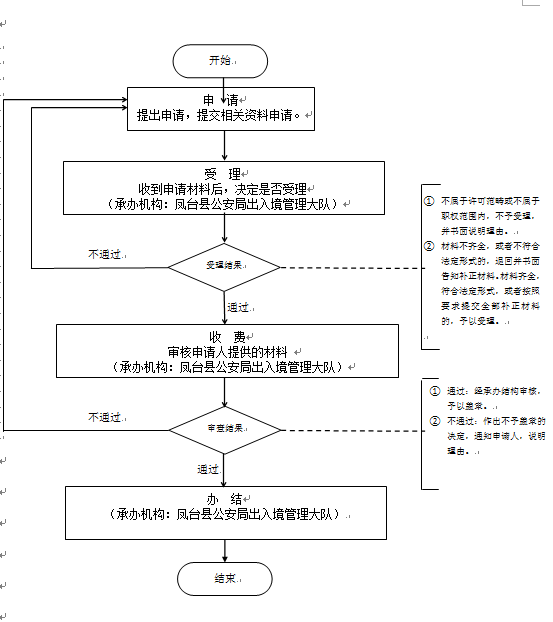 开始
申 请
提出申请，提交相关资料申请。
受 理
收到申请材料后，决定是否受理
（承办机构：凤台县公安局出入境管理大队）
不通过
受理结果
通过
① 不属于许可范畴或不属于
职权范围内，不予受理，
并书面说明理由。
② 材料不齐全，或者不符合
法定形式的，退回并书面
告知补正材料。材料齐全，
符合法定形式，或者按照
要求提交全部补正材料
的，予以受理。
收 费
审核申请人提供的材料
（承办机构：凤台县公安局出入境管理大队）
不通过
审查结果
通过
① 通过：经承办结构审核，
予以盖章。
② 不通过：作出不予盖章的
决定，通知申请人，说明
理由。
办 结
（承办机构：凤台县公安局出入境管理大队）
结束